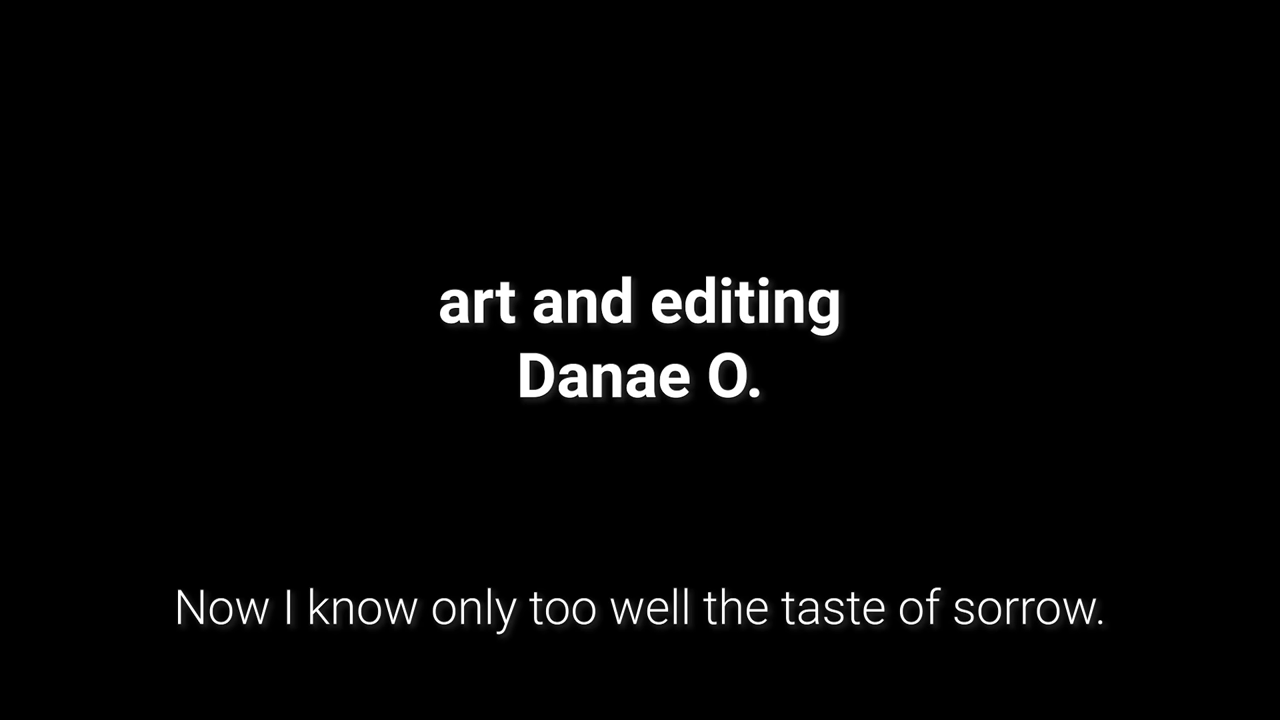 art and editing
Danae O.
Now I know only too well the taste of sorrow.